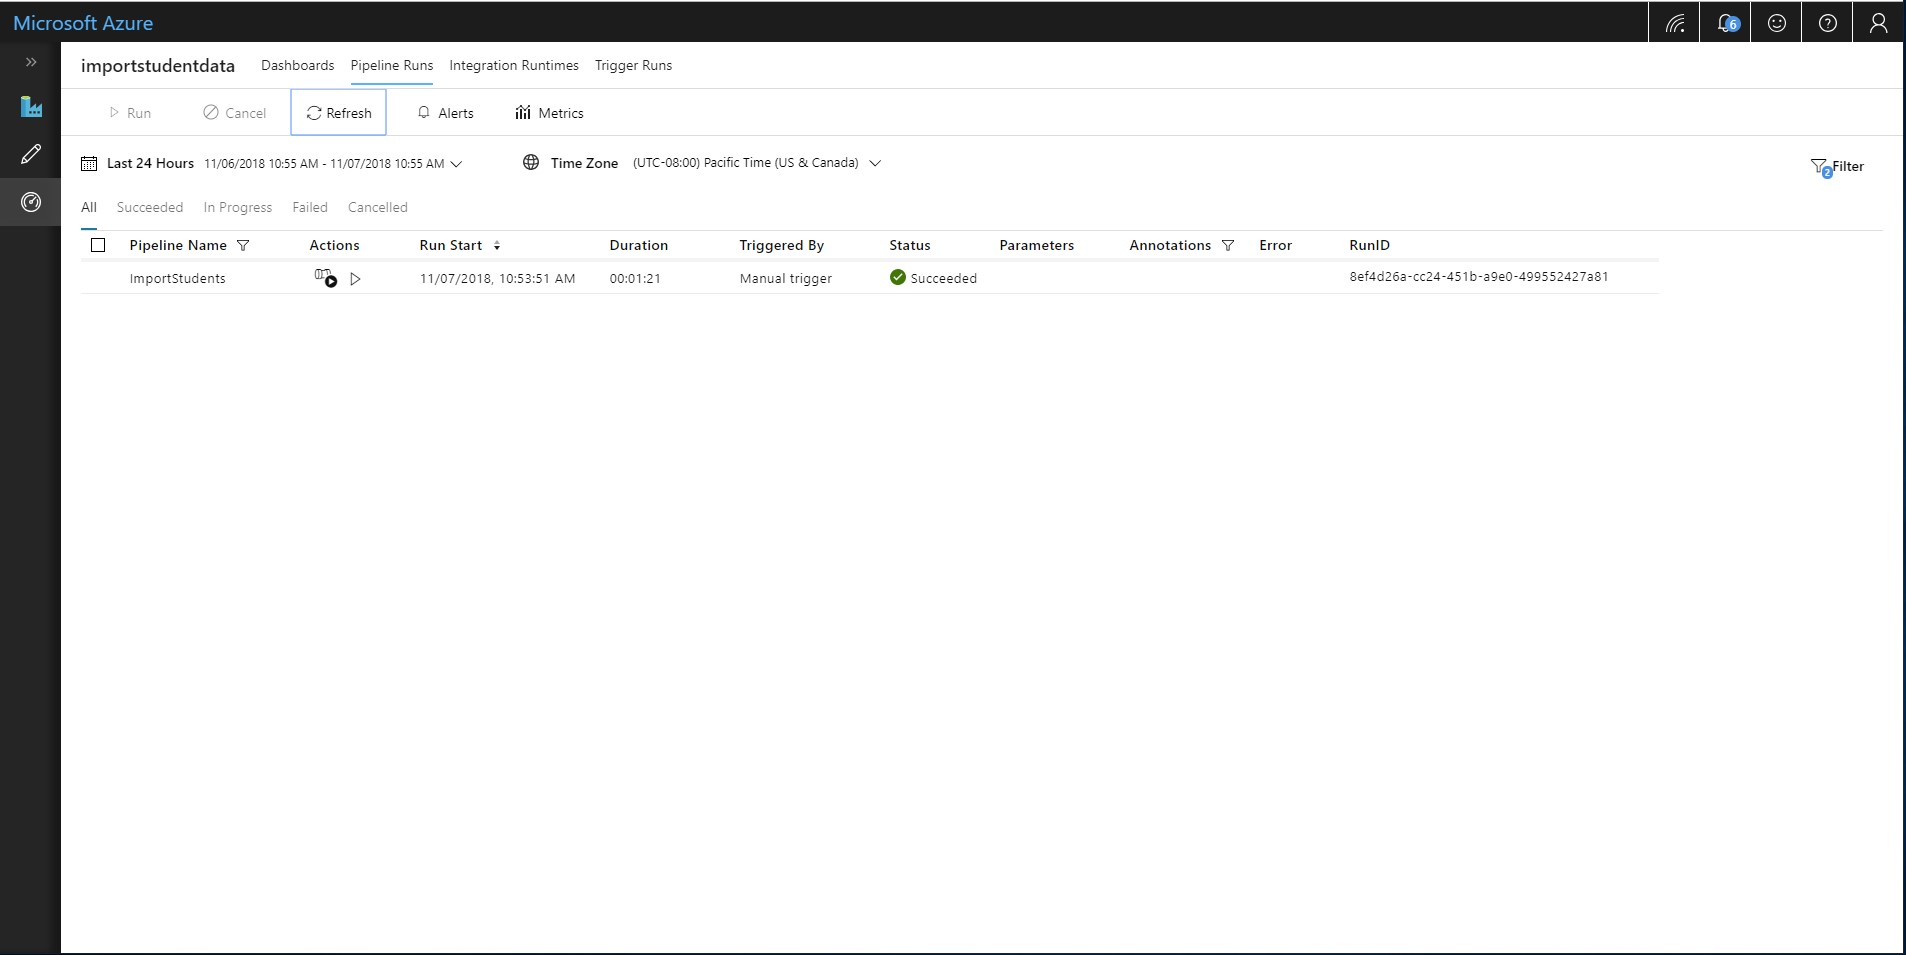 Microsoft Azure
6
importstudentdata Dashboards Pipeline Runs Integration Runtimes Trigger Runs
Run Cancel Refresh Alerts Metrics
Last 24 Hours 11/06/2018 10:55 AM - 11/07/2018 10:55 AM Time Zone (UTC-08:00) Pacific Time (US & Canada) 2 Filter
All Succeeded In Progress Failed Cancelled
Pipeline Name Actions Run Start Duration Triggered By Status Parameters Annotations Error RunID
ImportStudents 11/07/2018, 10:53:51 AM 00:01:21 Manual trigger Succeeded 8ef4d26a-cc24-451b-a9e0-499552427a81